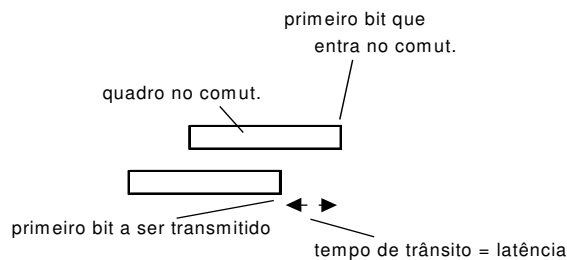 primeiro bit que
entra no comut.
quadro no comut.
primeiro bit a ser transmitido
tempo de trânsito = latência